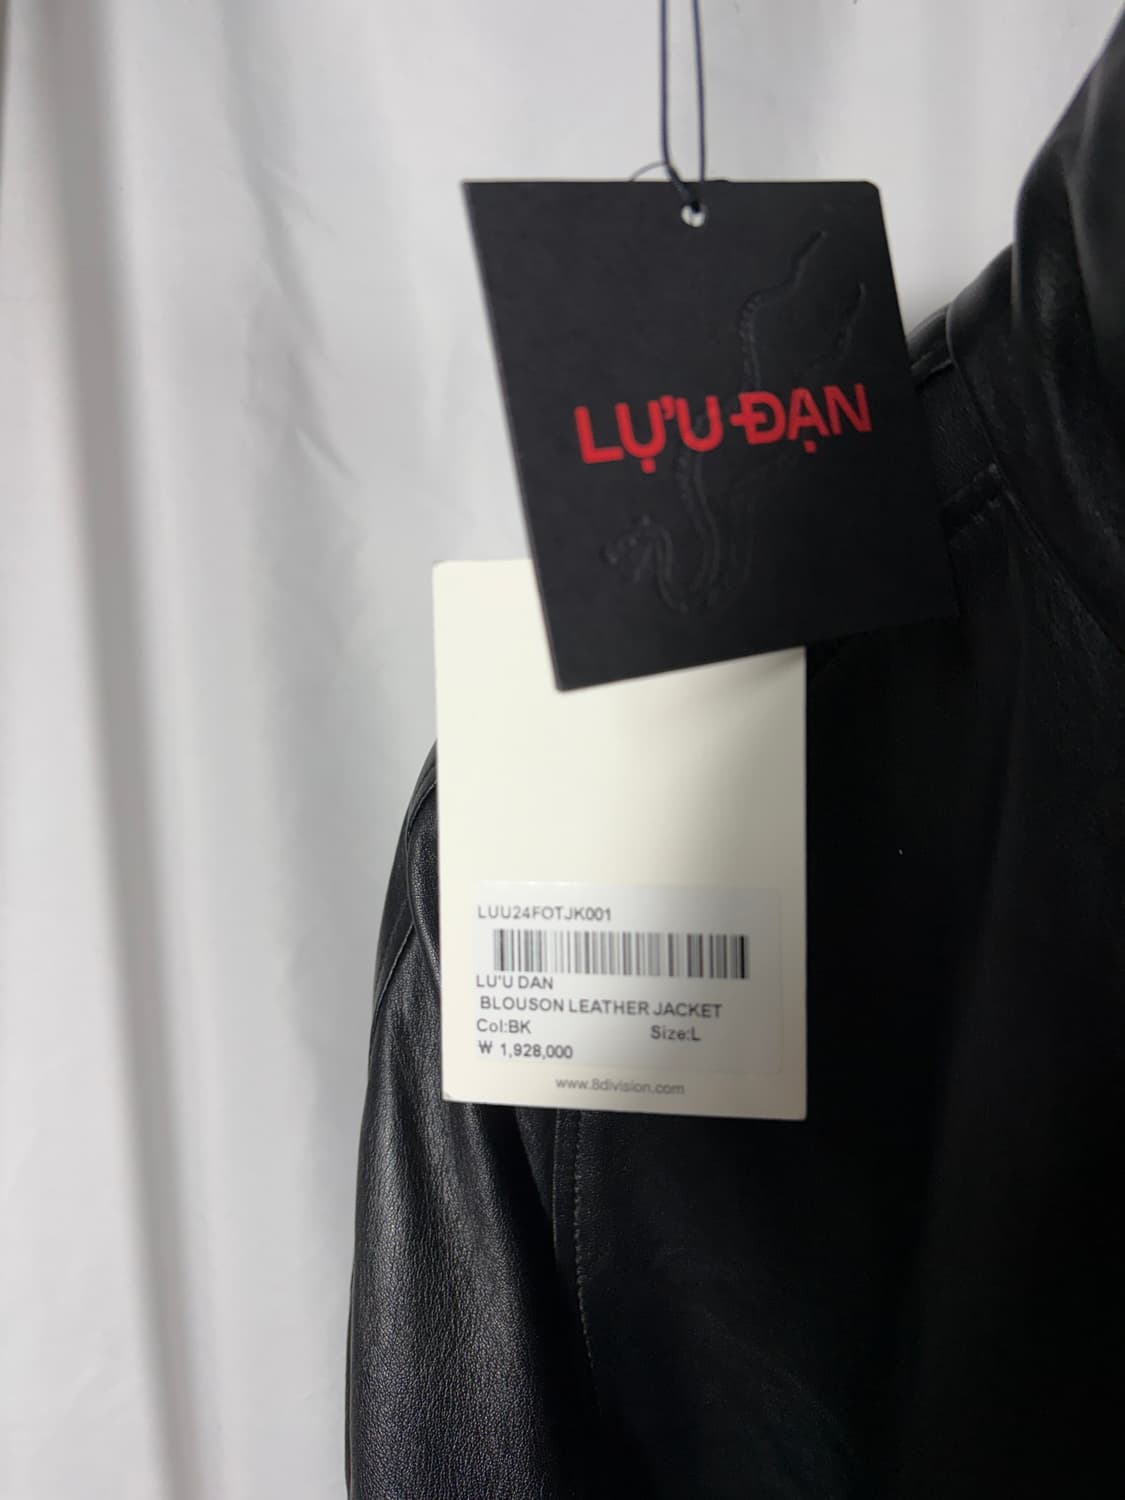 LỰU ĐẠN
LUU24FOTJK001
LU'U DAN
BLOUSON LEATHER JACKET
Col:BK Size:L
₩ 1,928,000
www.8division.com